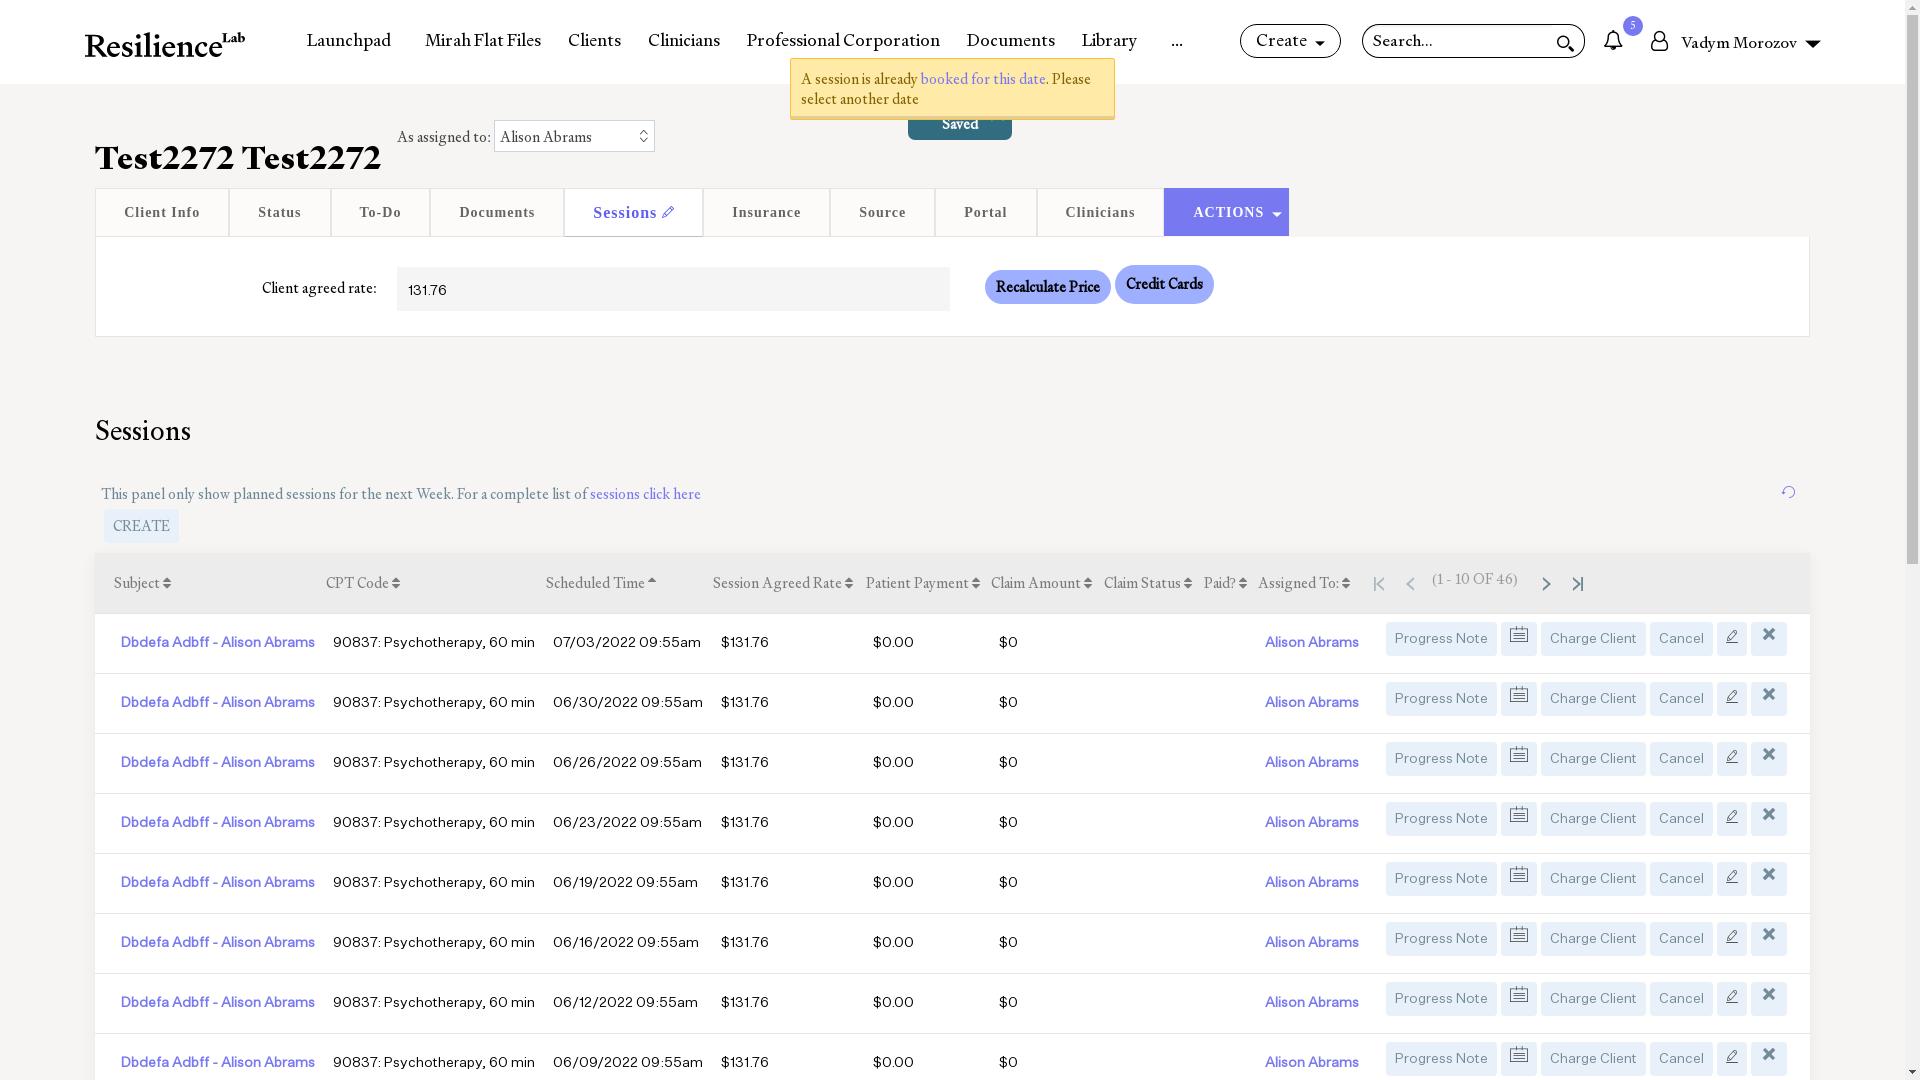 ResilienceLab
Launchpad Mirah Flat Files Clients Clinicians Professional Corporation Documents Library ... Create Search... 5 Vadym Morozov
A session is already booked for this date. Please
select another date
Saved
Test2272 Test2272 As assigned to: Alison Abrams
Client Info Status To-Do Documents Sessions Insurance Source Portal Clinicians ACTIONS
Client agreed rate: 131.76 Recalculate Price Credit Cards
Sessions
This panel only show planned sessions for the next Week. For a complete list of sessions click here
CREATE
Subject CPT Code Scheduled Time Session Agreed Rate Patient Payment Claim Amount Claim Status Paid? Assigned To: (1 - 10 OF 46)
Dbdefa Adbff - Alison Abrams 90837: Psychotherapy, 60 min 07/03/2022 09:55am $131.76 $0.00 $0 Alison Abrams Progress Note Charge Client Cancel
Dbdefa Adbff - Alison Abrams 90837: Psychotherapy, 60 min 06/30/2022 09:55am $131.76 $0.00 $0 Alison Abrams Progress Note Charge Client Cancel
Dbdefa Adbff - Alison Abrams 90837: Psychotherapy, 60 min 06/26/2022 09:55am $131.76 $0.00 $0 Alison Abrams Progress Note Charge Client Cancel
Dbdefa Adbff - Alison Abrams 90837: Psychotherapy, 60 min 06/23/2022 09:55am $131.76 $0.00 $0 Alison Abrams Progress Note Charge Client Cancel
Dbdefa Adbff - Alison Abrams 90837: Psychotherapy, 60 min 06/19/2022 09:55am $131.76 $0.00 $0 Alison Abrams Progress Note Charge Client Cancel
Dbdefa Adbff - Alison Abrams 90837: Psychotherapy, 60 min 06/16/2022 09:55am $131.76 $0.00 $0 Alison Abrams Progress Note Charge Client Cancel
Dbdefa Adbff - Alison Abrams 90837: Psychotherapy, 60 min 06/12/2022 09:55am $131.76 $0.00 $0 Alison Abrams Progress Note Charge Client Cancel
Dbdefa Adbff - Alison Abrams 90837: Psychotherapy, 60 min 06/09/2022 09:55am $131.76 $0.00 $0 Alison Abrams Progress Note Charge Client Cancel